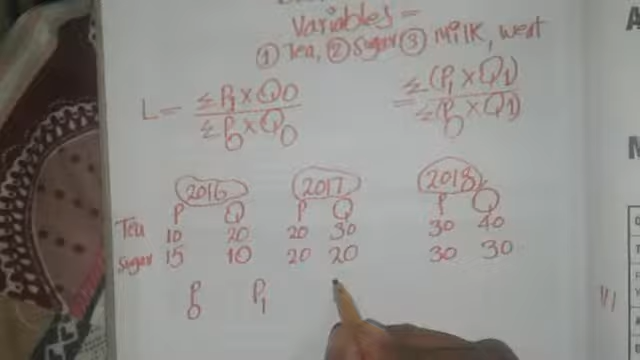 Variables =
① Tea, ② Sugar ③ Milk, west
L = ΣP1 x Q0 / ΣP0 x Q0
= Σ(P1 x Q1) / Σ(P0 x Q1)
2016 2017 2018
P Q P Q P Q
Tea 10 20 20 30 30 40
Sugar 15 10 20 20 30 30
P0 P1